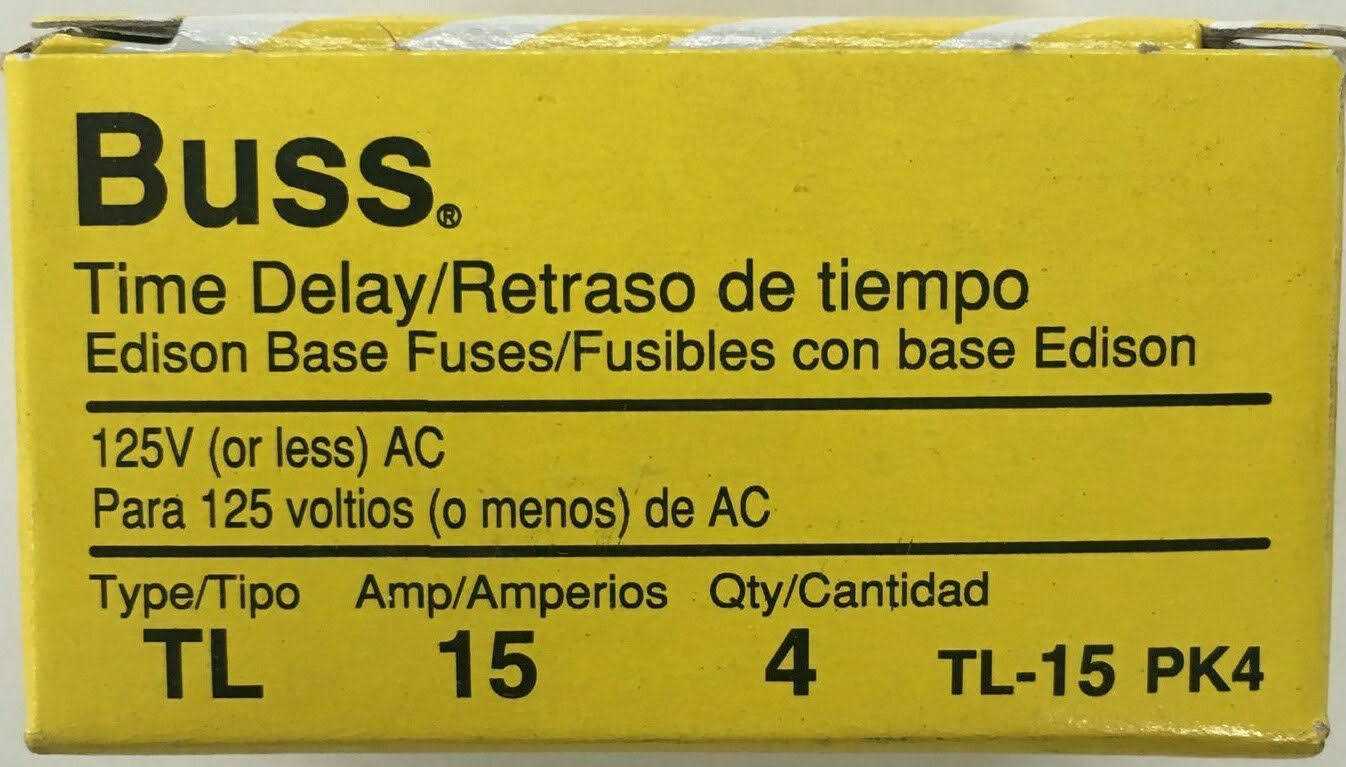 Buss®
Time Delay/Retraso de tiempo
Edison Base Fuses/Fusibles con base Edison
125V (or less) AC
Para 125 voltios (o menos) de AC
Type/Tipo Amp/Amperios Qty/Cantidad
TL 15 4 TL-15 PK4